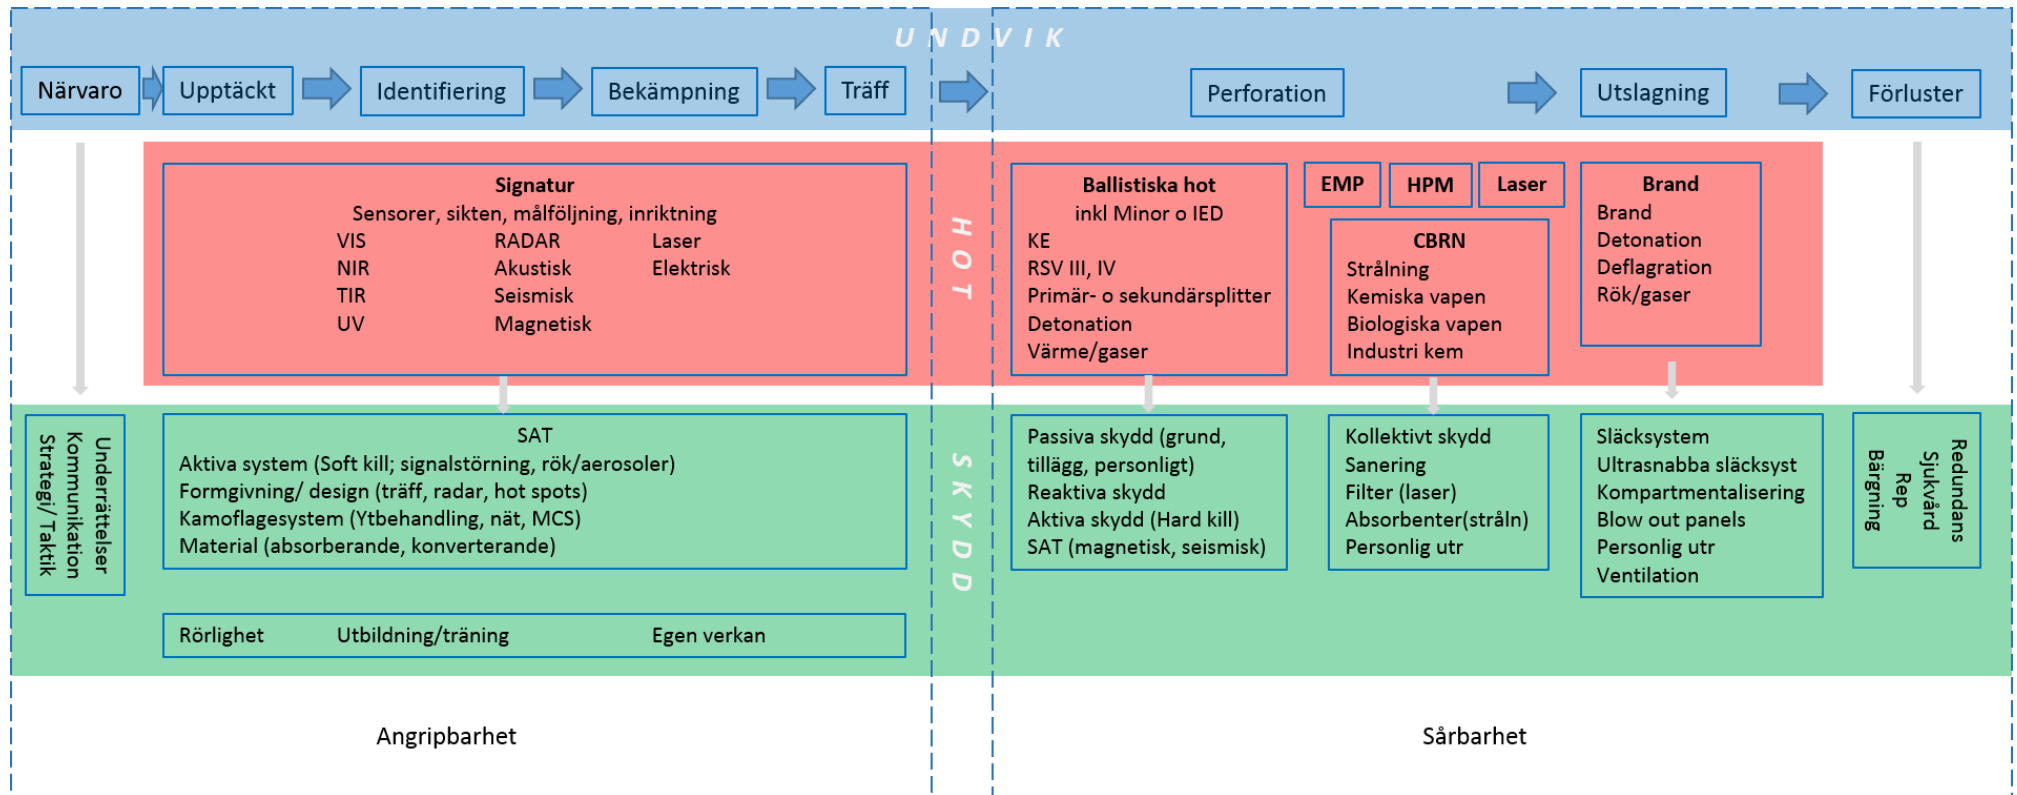 UNDVIK
Närvaro
Upptäckt
Identifiering
Bekämpning
Träff
Perforation
Utslagning
Förluster
HOT
Signatur
Sensorer, sikten, målföljning, inriktning
VIS RADAR Laser
NIR Akustisk Elektrisk
TIR Seismisk
UV Magnetisk
Ballistiska hot
inkl Minor o IED
KE
RSV III, IV
Primär- o sekundärsplitter
Detonation
Värme/gaser
EMP
HPM
Laser
CBRN
Strålning
Kemiska vapen
Biologiska vapen
Industri kem
Brand
Brand
Detonation
Deflagration
Rök/gaser
SKYDD
Underrättelser
Kommunikation
Strategi/ Taktik
SAT
Aktiva system (Soft kill; signalstörning, rök/aerosoler)
Formgivning/ design (träff, radar, hot spots)
Kamoflagesystem (Ytbehandling, nät, MCS)
Material (absorberande, konverterande)
Rörlighet Utbildning/träning Egen verkan
Passiva skydd (grund,
tillägg, personligt)
Reaktiva skydd
Aktiva skydd (Hard kill)
SAT (magnetisk, seismisk)
Kollektivt skydd
Sanering
Filter (laser)
Absorbenter(stråln)
Personlig utr
Släcksystem
Ultrasnabba släcksyst
Kompartmentalisering
Blow out panels
Personlig utr
Ventilation
Redundans
Sjukvård
Rep
Bärgning
Angripbarhet
Sårbarhet